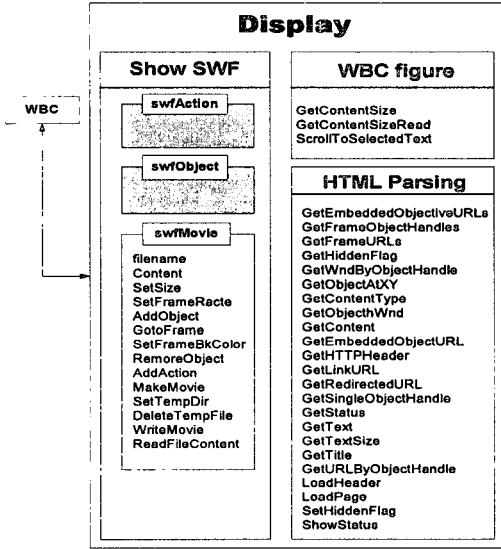 Display
WBC
Show SWF
swfAction
swfObject
swfMovie
filename
Content
SetSize
SetFrameRacte
AddObject
GotoFrame
SetFrameBkColor
RemoreObject
AddAction
MakeMovie
SetTempDir
DeleteTempFile
WriteMovie
ReadFileContent
WBC figure
GetContentSize
GetContentSizeRead
ScrollToSelectedText
HTML Parsing
GetEmbeddedObjectiveURLs
GetFrameObjectHandles
GetFrameURLs
GetHiddenFlag
GetWndByObjectHandle
GetObjectAtXY
GetContentType
GetObjecthWnd
GetContent
GetEmbeddedObjectURL
GetHTTPHeader
GetLinkURL
GetRedirectedURL
GetSingleObjectHandle
GetStatus
GetText
GetTextSize
GetTitle
GetURLByObjectHandle
LoadHeader
LoadPage
SetHiddenFlag
ShowStatus